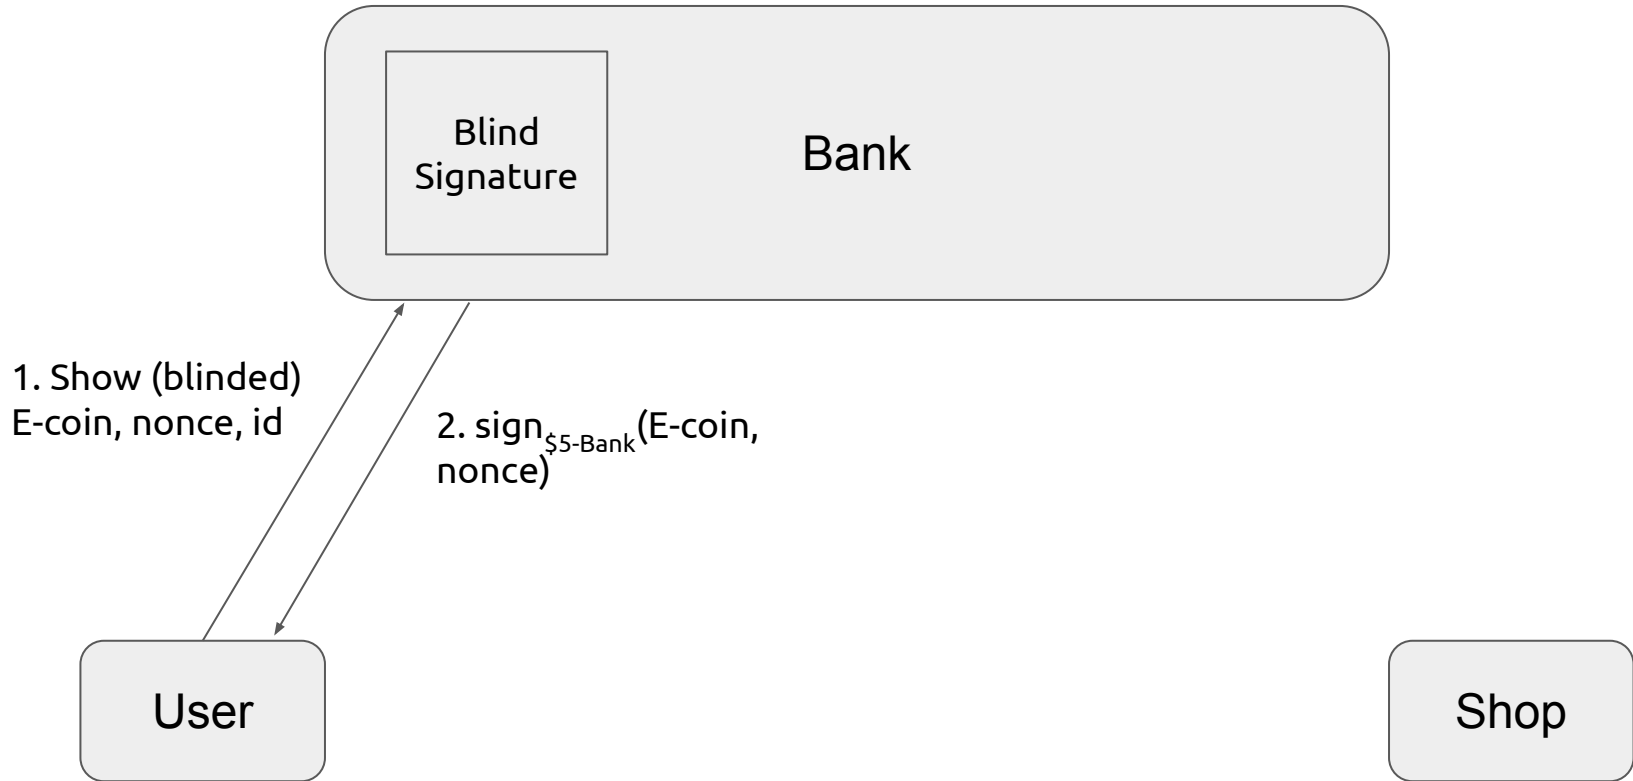 Blind
Signature
Bank
1. Show (blinded)
E-coin, nonce, id
2. sign$5-Bank(E-coin,
nonce)
User
Shop